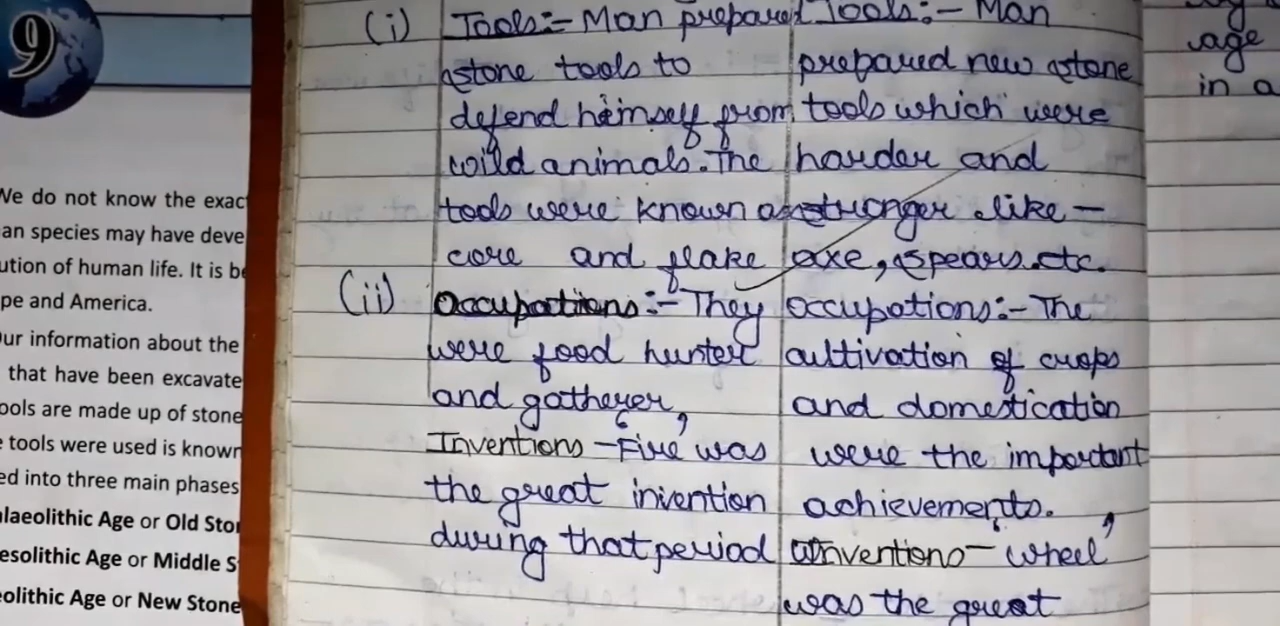 9
We do not know the exac
an species may have deve
ution of human life. It is be
pe and America.
Our information about the
that have been excavate
ools are made up of stone
e tools were used is known
ed into three main phases
alaeolithic Age or Old Sto
esolithic Age or Middle S
eolithic Age or New Stone
(i) Tools:- Man prepared
stone tools to
defend himself from
wild animals. The
tools were known as
core and flake
(ii) Occupations:- They
were food hunter
and gatherer,
Inventions - "Fire" was
the great invention
during that period
Tools:- Man
prepared new stone
tools which were
harder and
stronger like -
axe, spears. etc.
occupations:- The
cultivation of crops
and domestication
were the important
achievements.
Inventions - "wheel"
was the great
age
in a